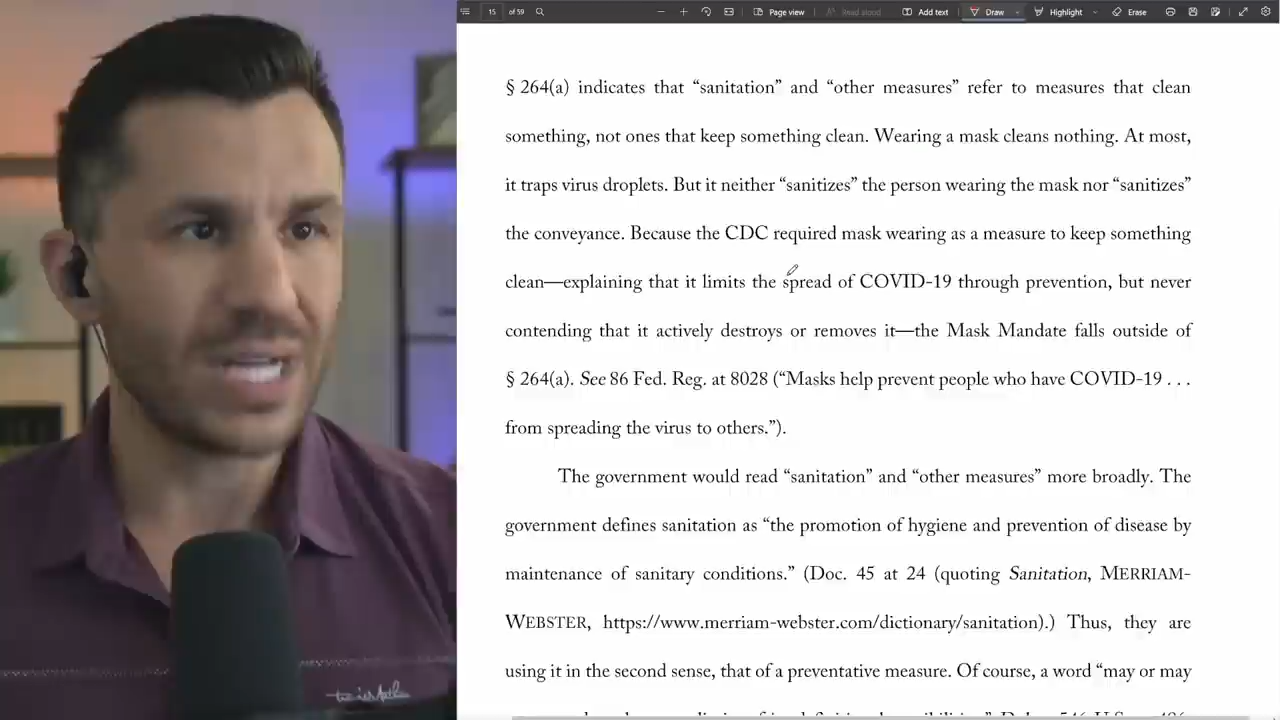 15 of 59
Page view
Read aloud
Add text
Draw
Highlight
Erase
§ 264(a) indicates that “sanitation” and “other measures” refer to measures that clean
something, not ones that keep something clean. Wearing a mask cleans nothing. At most,
it traps virus droplets. But it neither “sanitizes” the person wearing the mask nor “sanitizes”
the conveyance. Because the CDC required mask wearing as a measure to keep something
clean—explaining that it limits the spread of COVID-19 through prevention, but never
contending that it actively destroys or removes it—the Mask Mandate falls outside of
§ 264(a). See 86 Fed. Reg. at 8028 (“Masks help prevent people who have COVID-19 . . .
from spreading the virus to others.”).
The government would read “sanitation” and “other measures” more broadly. The
government defines sanitation as “the promotion of hygiene and prevention of disease by
maintenance of sanitary conditions.” (Doc. 45 at 24 (quoting Sanitation, MERRIAM-
WEBSTER, https://www.merriam-webster.com/dictionary/sanitation).) Thus, they are
using it in the second sense, that of a preventative measure. Of course, a word “may or may